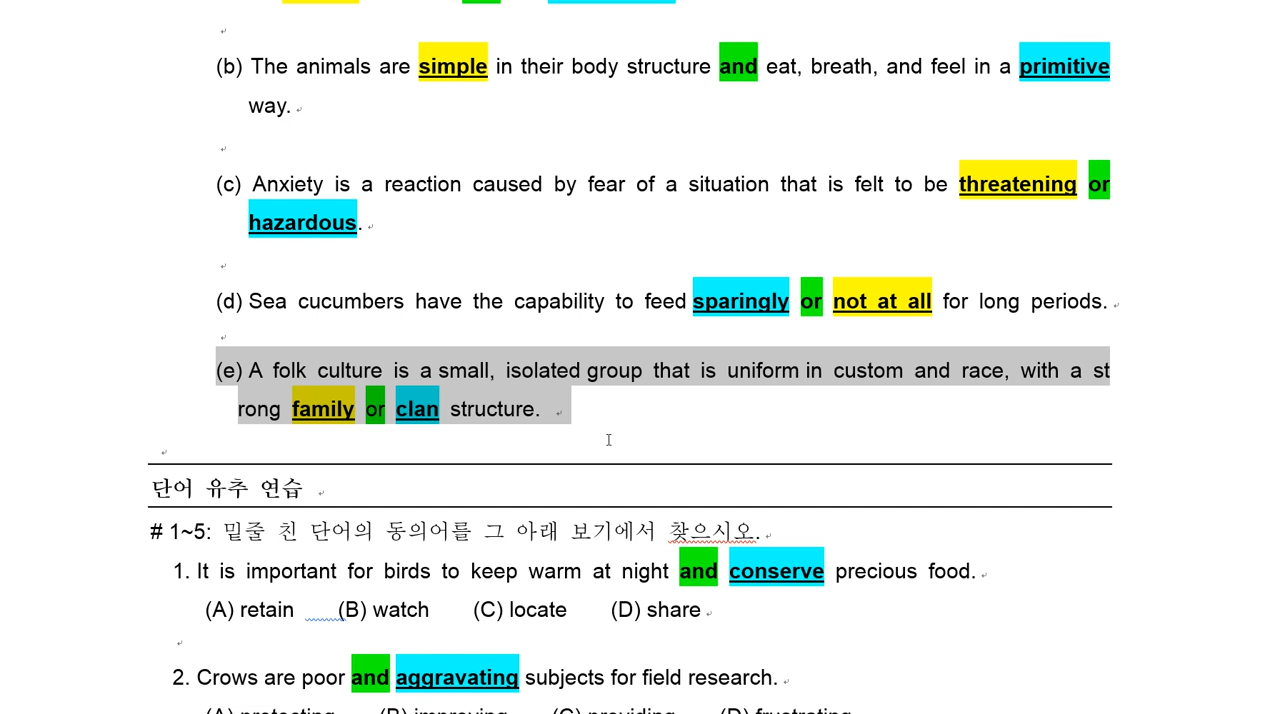 (b) The animals are simple in their body structure and eat, breath, and feel in a primitive
way.
(c) Anxiety is a reaction caused by fear of a situation that is felt to be threatening or
hazardous.
(d) Sea cucumbers have the capability to feed sparingly or not at all for long periods.
(e) A folk culture is a small, isolated group that is uniform in custom and race, with a st
rong family or clan structure.
단어 유추 연습
# 1~5: 밑줄 친 단어의 동의어를 그 아래 보기에서 찾으시오.
1. It is important for birds to keep warm at night and conserve precious food.
(A) retain (B) watch (C) locate (D) share
2. Crows are poor and aggravating subjects for field research.
(A) protecting (B) improving (C) providing (D) frustrating